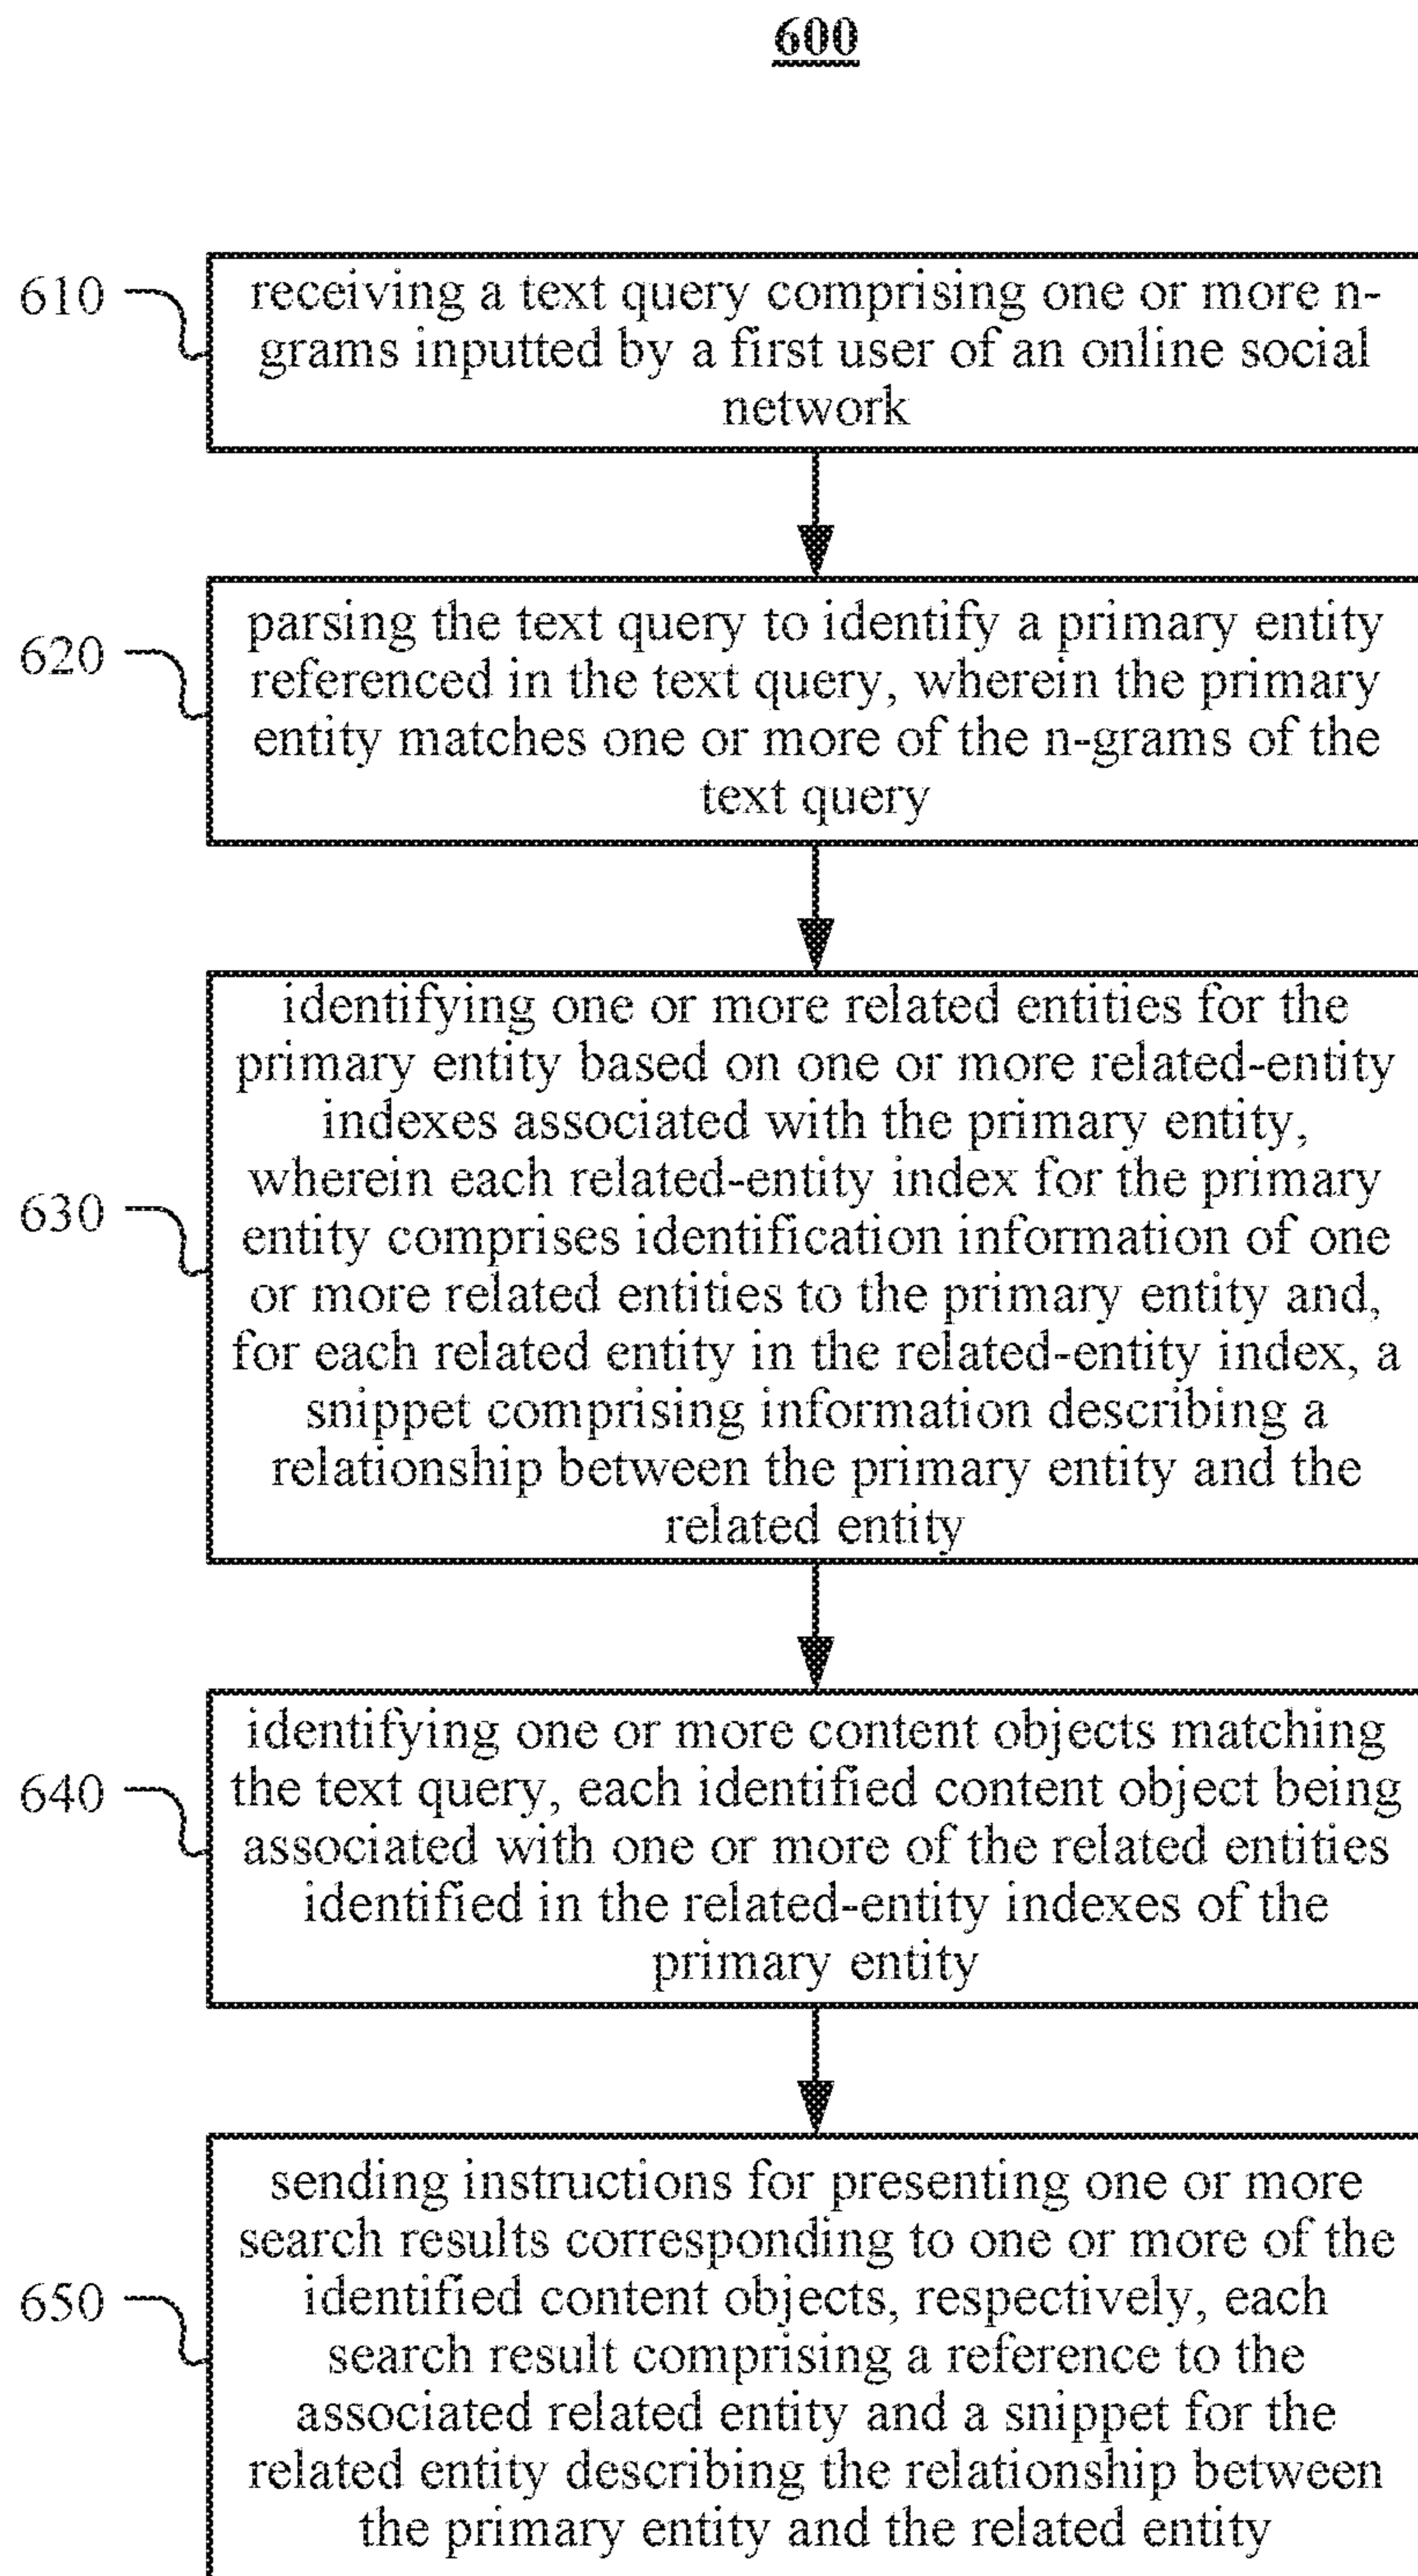 600
610
receiving a text query comprising one or more n-
grams inputted by a first user of an online social
network
620
parsing the text query to identify a primary entity
referenced in the text query, wherein the primary
entity matches one or more of the n-grams of the
text query
630
identifying one or more related entities for the
primary entity based on one or more related-entity
indexes associated with the primary entity,
wherein each related-entity index for the primary
entity comprises identification information of one
or more related entities to the primary entity and,
for each related entity in the related-entity index, a
snippet comprising information describing a
relationship between the primary entity and the
related entity
640
identifying one or more content objects matching
the text query, each identified content object being
associated with one or more of the related entities
identified in the related-entity indexes of the
primary entity
650
sending instructions for presenting one or more
search results corresponding to one or more of the
identified content objects, respectively, each
search result comprising a reference to the
associated related entity and a snippet for the
related entity describing the relationship between
the primary entity and the related entity